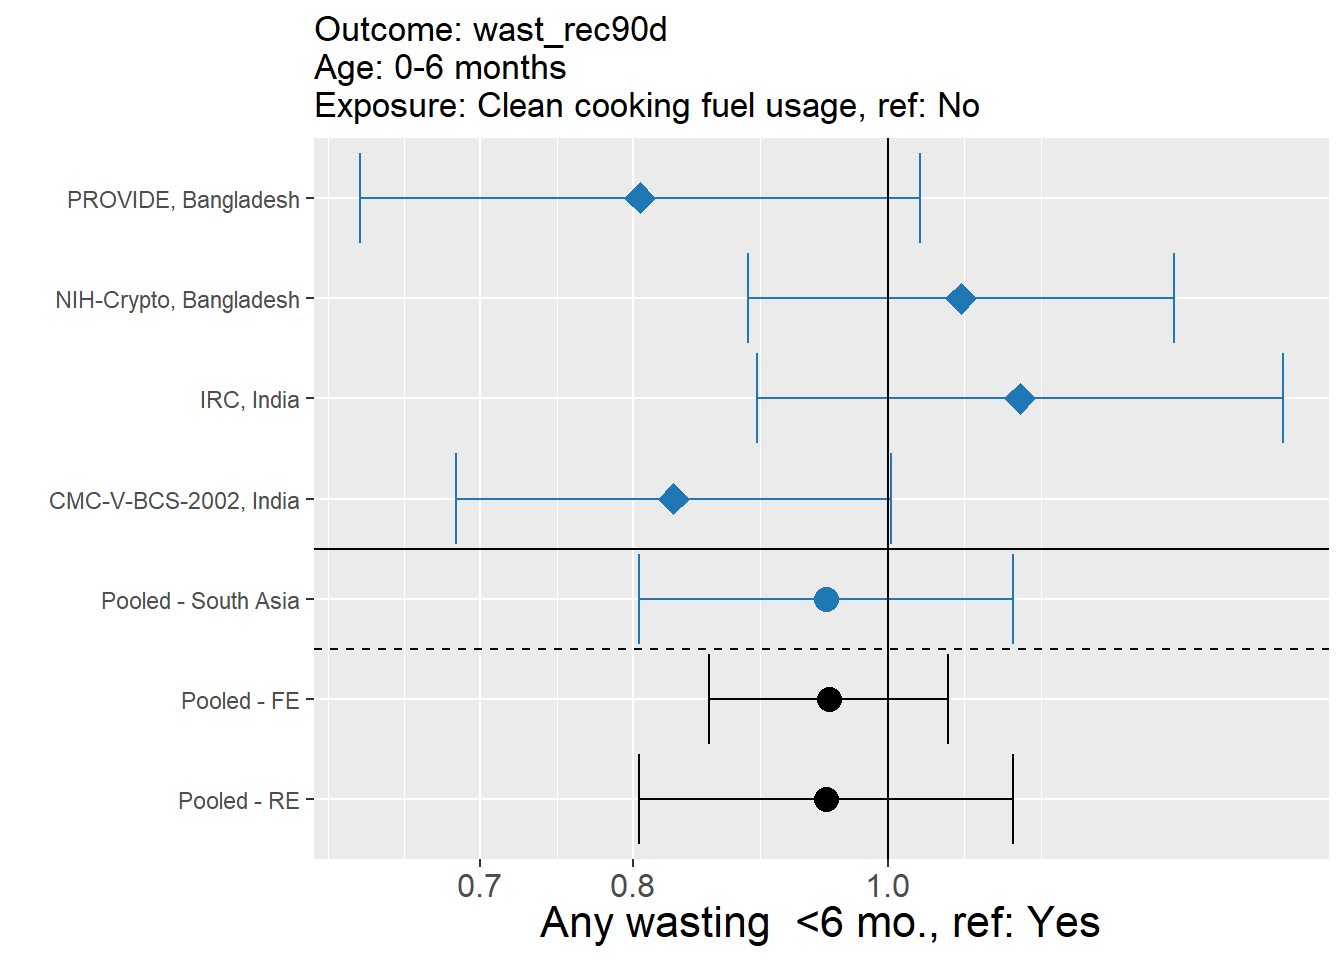 Outcome: wast_rec90d
Age: 0-6 months
Exposure: Clean cooking fuel usage, ref: No
PROVIDE, Bangladesh
NIH-Crypto, Bangladesh
IRC, India
CMC-V-BCS-2002, India
Pooled - South Asia
Pooled - FE
Pooled - RE
0.7 0.8 1.0
Any wasting  <6 mo., ref: Yes